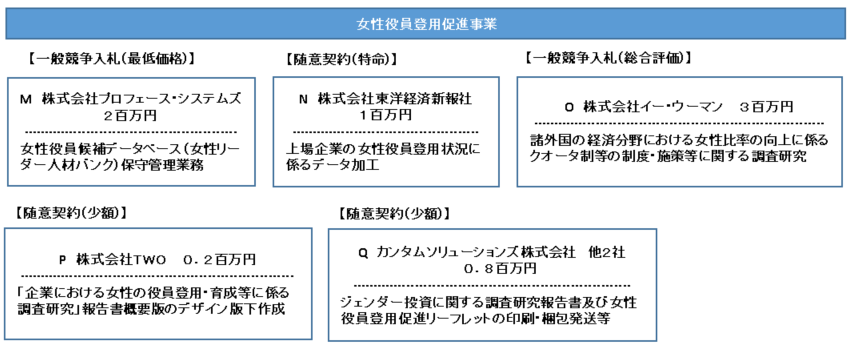 女性役員登用促進事業
【一般競争入札(最低価格)】
【随意契約(特命)】
【一般競争入札(総合評価)】
M 株式会社プロフェース・システムズ
2百万円
女性役員候補データベース(女性リーダー人材バンク)保守管理業務
N 株式会社東洋経済新報社
1百万円
上場企業の女性役員登用状況に
係るデータ加工
O 株式会社イー・ウーマン 3百万円
諸外国の経済分野における女性比率の向上に係る
クオータ制等の制度・施策等に関する調査研究
【随意契約(少額)】
【随意契約(少額)】
P 株式会社TWO 0.2百万円
「企業における女性の役員登用・育成等に係る
調査研究」報告書概要版のデザイン版下作成
Q カンタムソリューションズ株式会社 他2社
0.8百万円
ジェンダー投資に関する調査研究報告書及び女性
役員登用促進リーフレットの印刷・梱包発送等